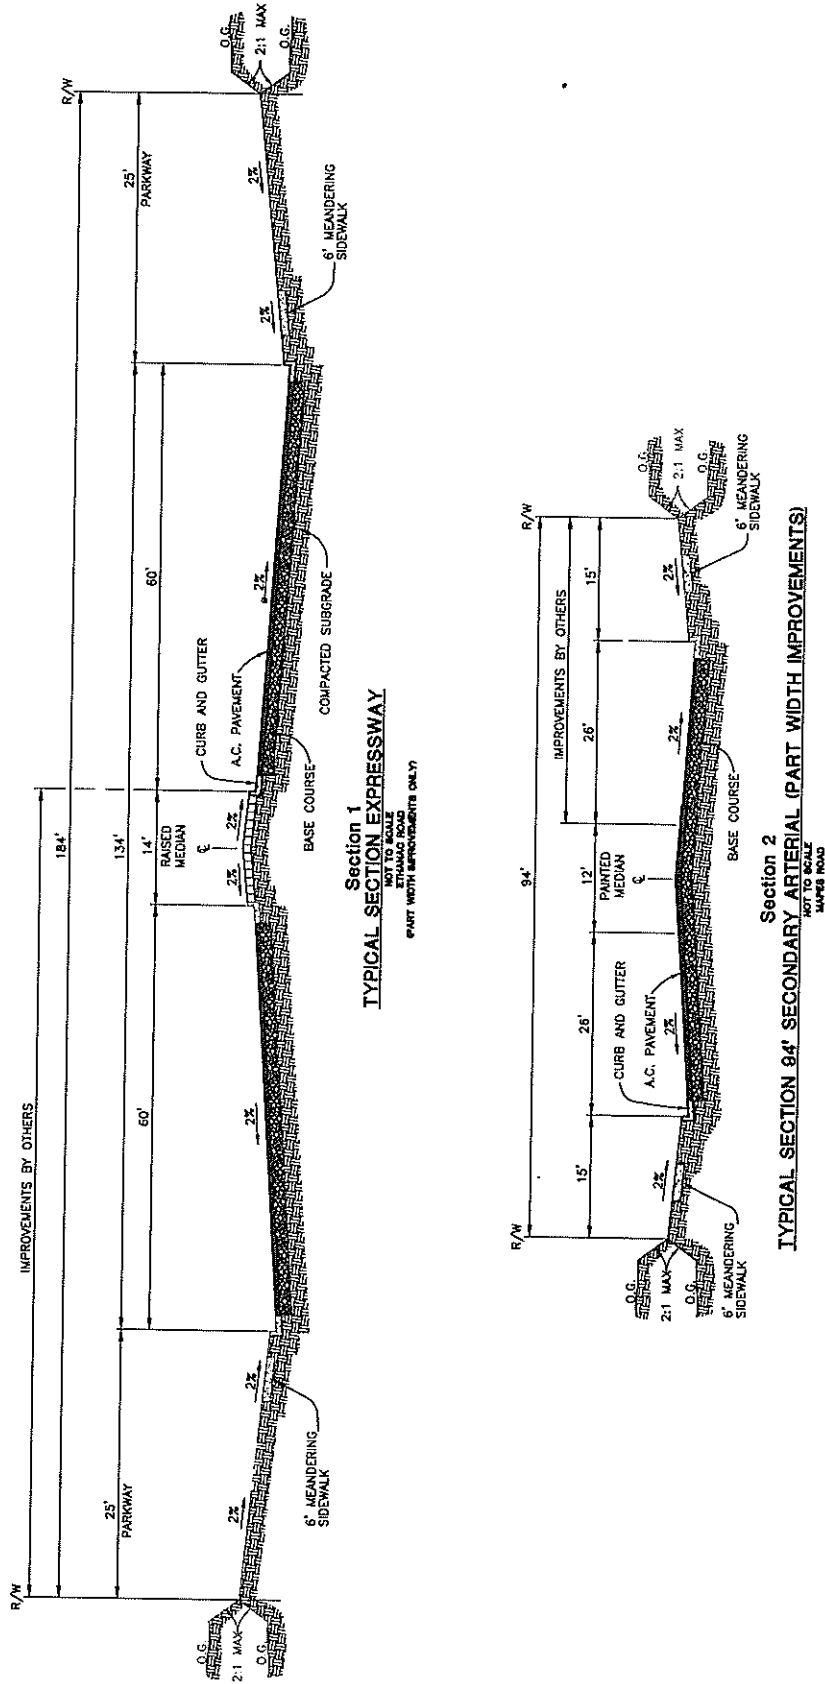 IMPROVEMENTS BY OTHERS
R/W
R/W
184'
134'
25'
PARKWAY
60'
14'
RAISED
MEDIAN
60'
25'
PARKWAY
℄
O.G.
2:1 MAX
O.G.
2%
2%
2%
2%
2%
2%
2%
2%
O.G.
2:1 MAX
O.G.
6' MEANDERING
SIDEWALK
CURB AND GUTTER
A.C. PAVEMENT
BASE COURSE
COMPACTED SUBGRADE
6' MEANDERING
SIDEWALK
Section 1
TYPICAL SECTION EXPRESSWAY
NOT TO SCALE
ETHANAC ROAD
(PART WIDTH IMPROVEMENTS ONLY)
R/W
R/W
94'
IMPROVEMENTS BY OTHERS
15'
26'
12'
PAINTED
MEDIAN
26'
15'
℄
O.G.
2:1 MAX
O.G.
2%
2%
2%
2%
O.G.
2:1 MAX
O.G.
6' MEANDERING
SIDEWALK
CURB AND GUTTER
A.C. PAVEMENT
BASE COURSE
6' MEANDERING
SIDEWALK
Section 2
TYPICAL SECTION 94' SECONDARY ARTERIAL (PART WIDTH IMPROVEMENTS)
NOT TO SCALE
MAPES ROAD